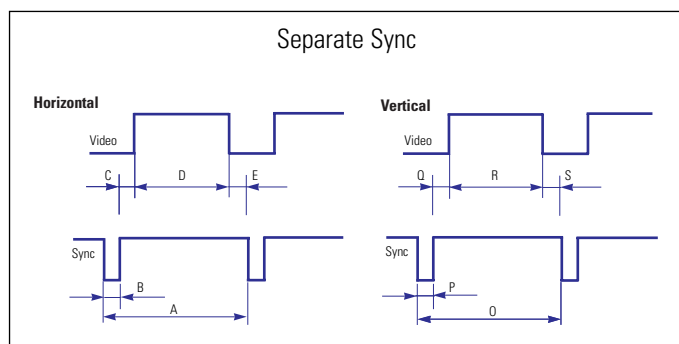 Separate Sync
Horizontal
Vertical
Video
Video
C
D
E
Q
R
S
Sync
Sync
B
P
A
O